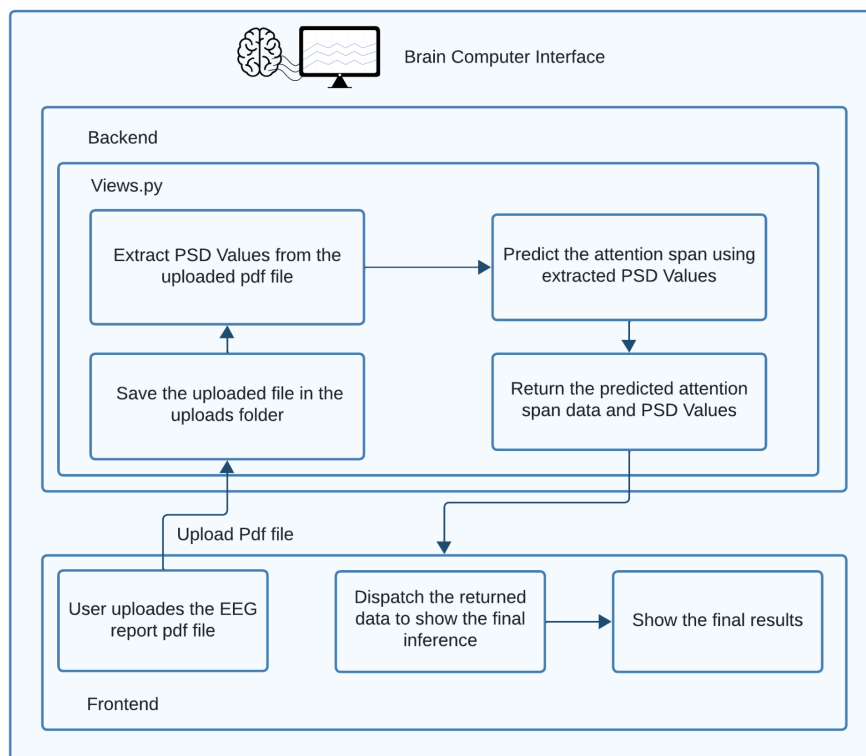 Brain Computer Interface
Backend
Views.py
Extract PSD Values from the
uploaded pdf file
Predict the attention span using
extracted PSD Values
Save the uploaded file in the
uploads folder
Return the predicted attention
span data and PSD Values
Upload Pdf file
User uploades the EEG
report pdf file
Dispatch the returned
data to show the final
inference
Show the final results
Frontend